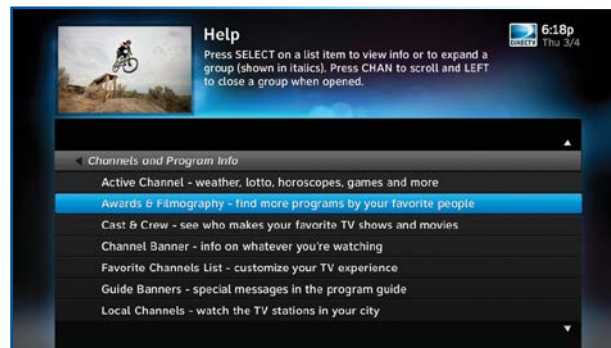 Help
Press SELECT on a list item to view info or to expand a
group (shown in italics). Press CHAN to scroll and LEFT
to close a group when opened.
DIRECTV
6:18p
Thu 3/4
Channels and Program Info
Active Channel - weather, lotto, horoscopes, games and more
Awards & Filmography - find more programs by your favorite people
Cast & Crew - see who makes your favorite TV shows and movies
Channel Banner - info on whatever you're watching
Favorite Channels List - customize your TV experience
Guide Banners - special messages in the program guide
Local Channels - watch the TV stations in your city